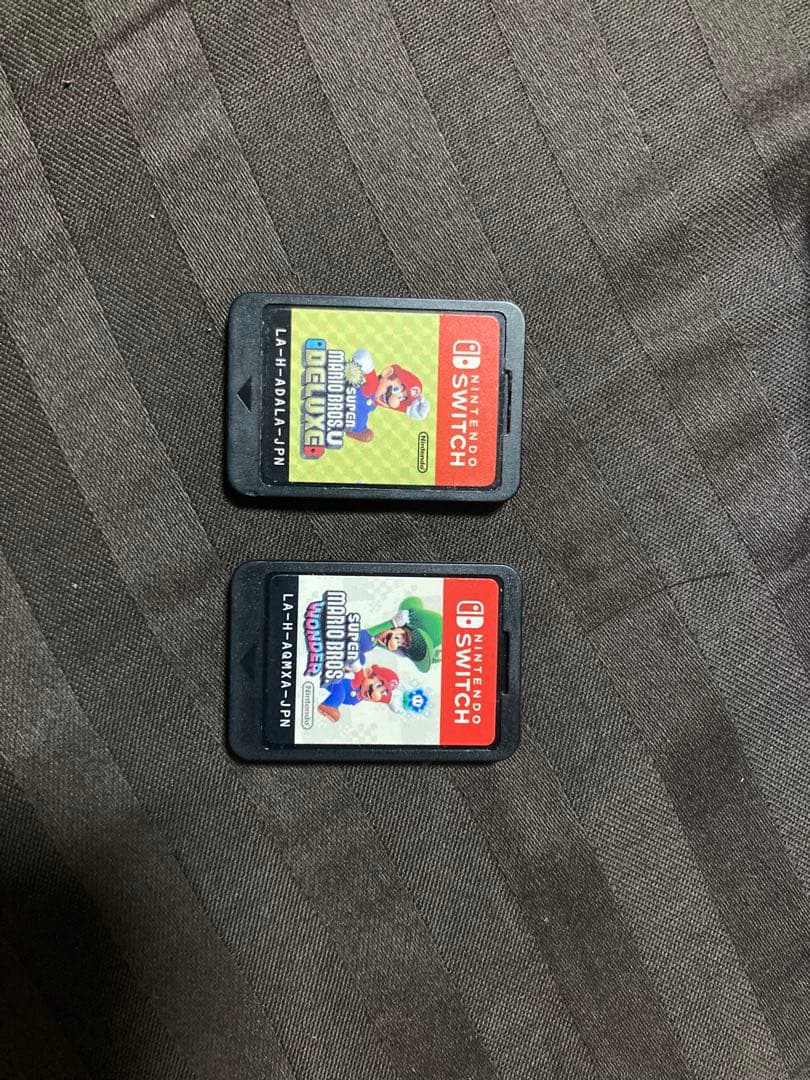 NINTENDO
SWITCH
Nintendo
NEW
SUPER
MARIO BROS. U
DELUXE
LA-H-ADALA-JPN
NINTENDO
SWITCH
SUPER
MARIO BROS.
WONDER
Nintendo
LA-H-AQMXA-JPN